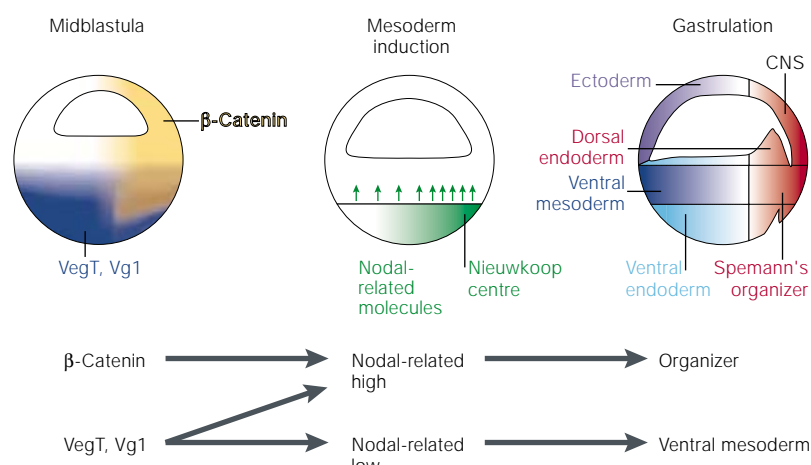 Midblastula
Mesoderm
induction
Gastrulation
CNS
Ectoderm
β-Catenin
Dorsal
endoderm
Ventral
mesoderm
VegT, Vg1
Nodal-
related
molecules
Nieuwkoop
centre
Ventral
endoderm
Spemann's
organizer
β-Catenin
Nodal-related
high
Organizer
VegT, Vg1
Nodal-related
low
Ventral mesoderm